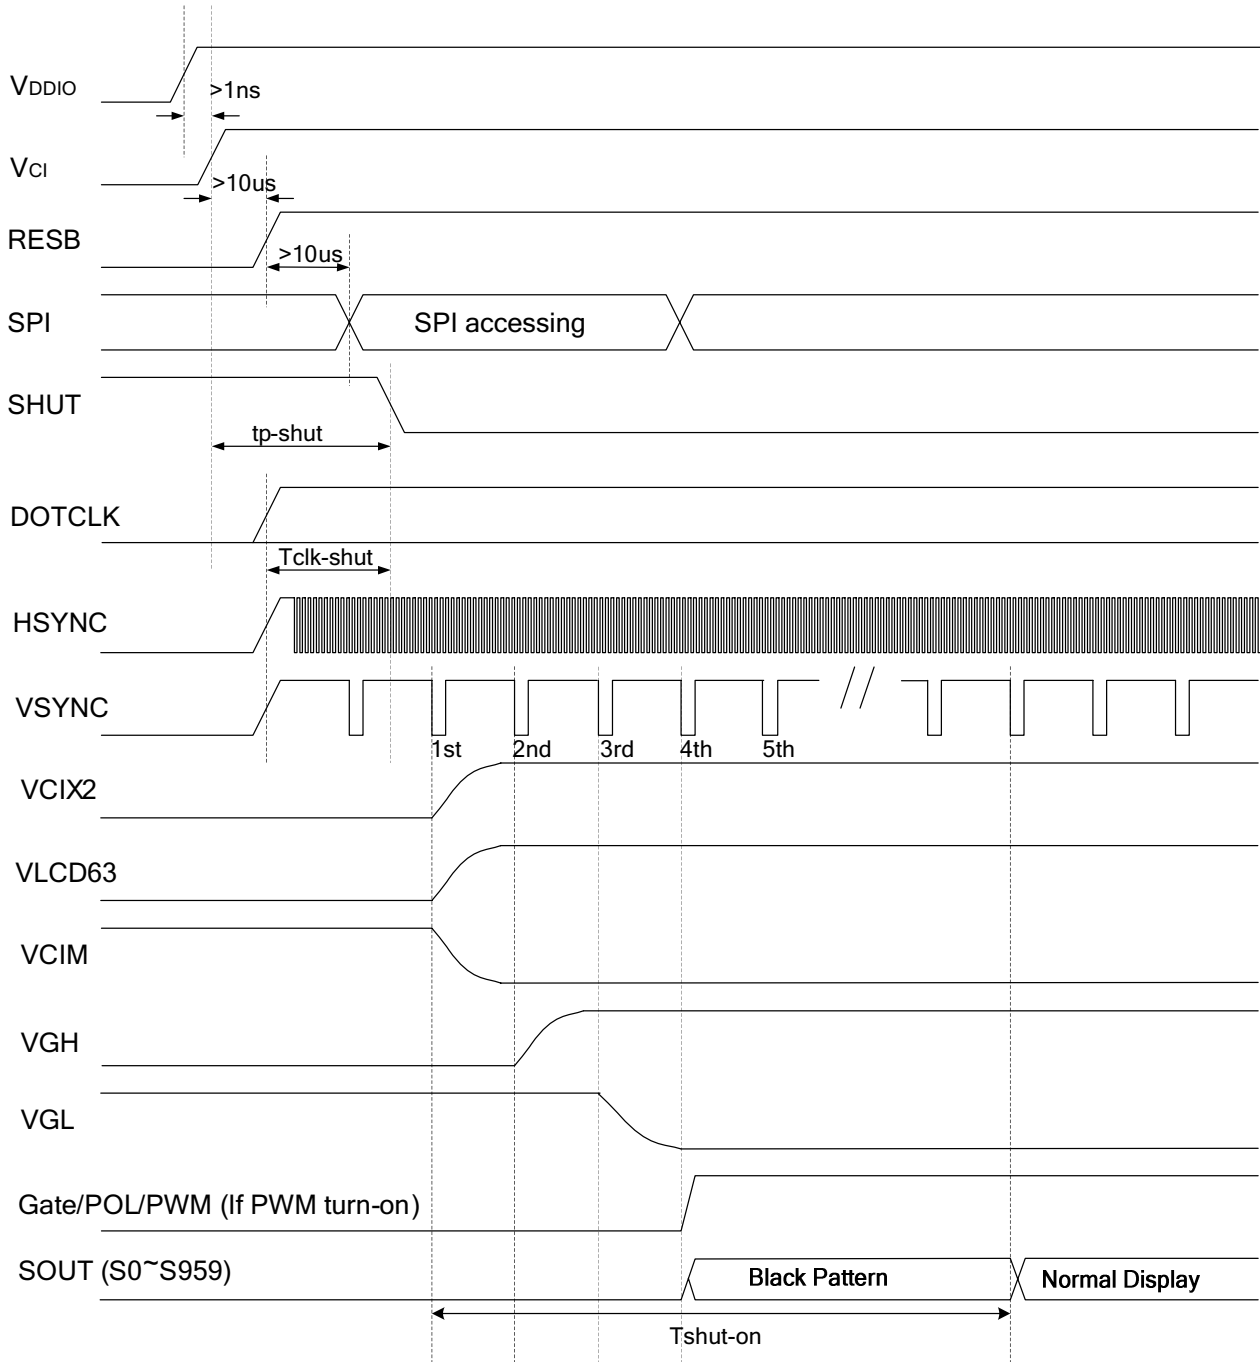 VDDIO
>1ns
VCI
>10us
RESB
>10us
SPI
SPI accessing
SHUT
tp-shut
DOTCLK
Tclk-shut
HSYNC
VSYNC
1st 2nd 3rd 4th 5th
VCIX2
VLCD63
VCIM
VGH
VGL
Gate/POL/PWM (If PWM turn-on)
SOUT (S0~S959) Black Pattern Normal Display
Tshut-on